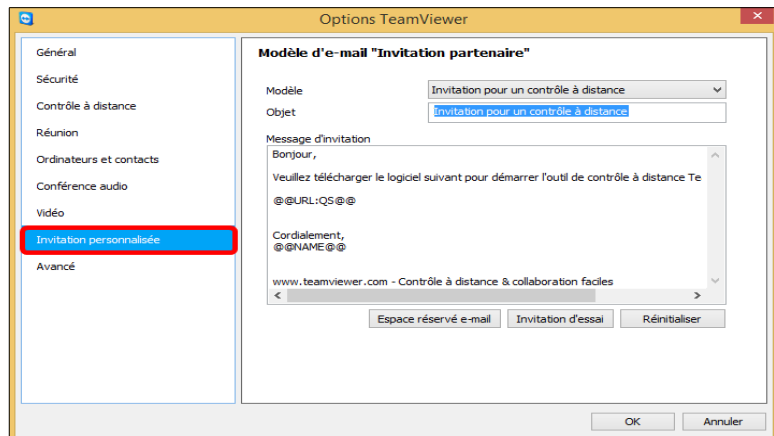 Options TeamViewer
Général
Sécurité
Contrôle à distance
Réunion
Ordinateurs et contacts
Conférence audio
Vidéo
Invitation personnalisée
Avancé
Modèle d'e-mail "Invitation partenaire"
Modèle Invitation pour un contrôle à distance
Objet Invitation pour un contrôle à distance
Message d'invitation
Bonjour,
Veuillez télécharger le logiciel suivant pour démarrer l'outil de contrôle à distance Te
@@URL:QS@@
Cordialement,
@@NAME@@
www.teamviewer.com - Contrôle à distance & collaboration faciles
Espace réservé e-mail Invitation d'essai Réinitialiser
OK Annuler